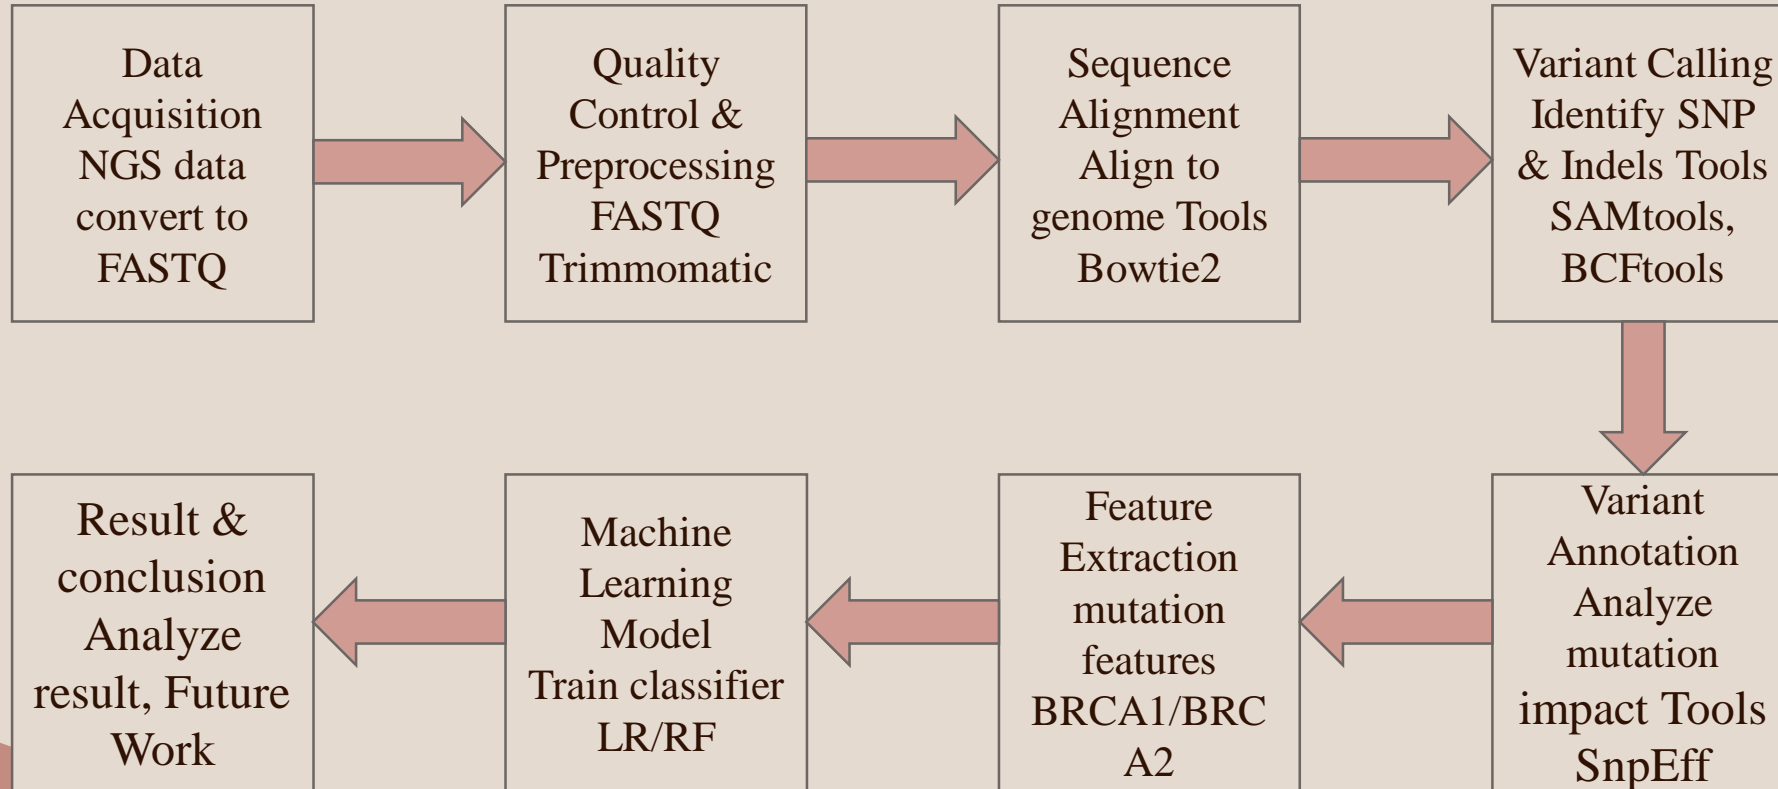 Data
Acquisition
NGS data
convert to
FASTQ
Quality
Control &
Preprocessing
FASTQ
Trimmomatic
Sequence
Alignment
Align to
genome Tools
Bowtie2
Variant Calling
Identify SNP
& Indels Tools
SAMtools,
BCFtools
Variant
Annotation
Analyze
mutation
impact Tools
SnpEff
Feature
Extraction
mutation
features
BRCA1/BRC
A2
Machine
Learning
Model
Train classifier
LR/RF
Result &
conclusion
Analyze
result, Future
Work